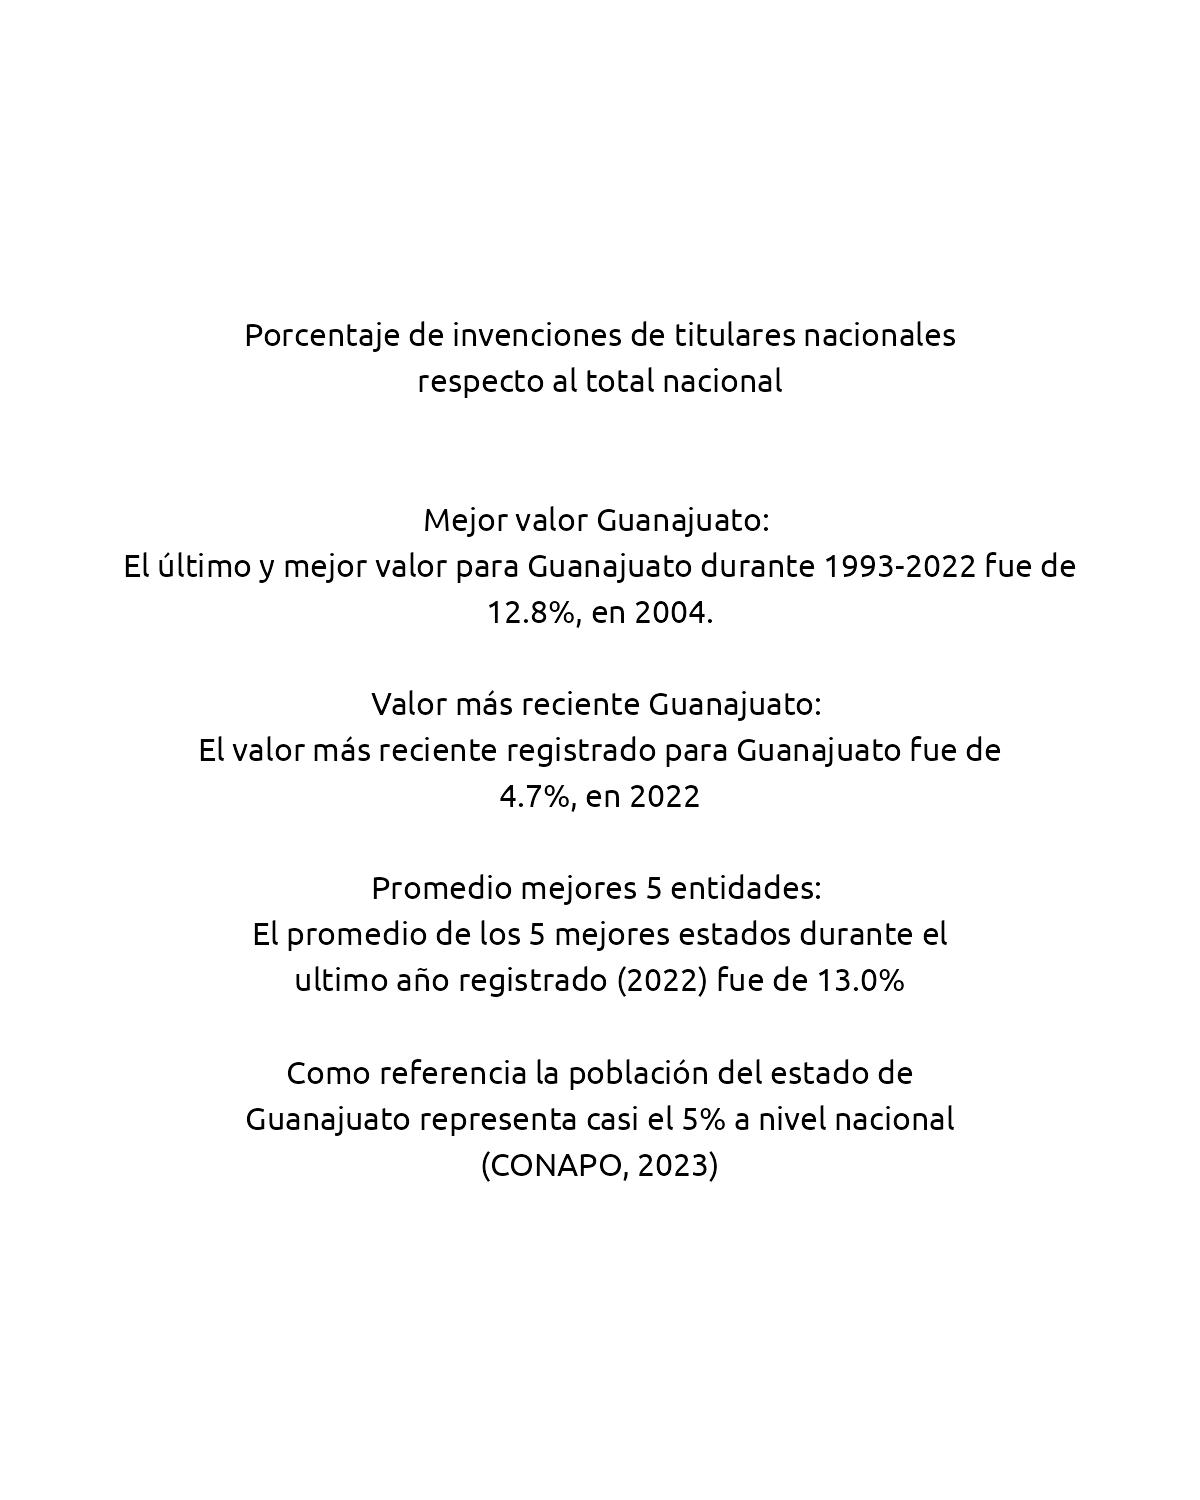 Porcentaje de invenciones de titulares nacionales
respecto al total nacional
Mejor valor Guanajuato:
El último y mejor valor para Guanajuato durante 1993-2022 fue de
12.8%, en 2004.
Valor más reciente Guanajuato:
El valor más reciente registrado para Guanajuato fue de
4.7%, en 2022
Promedio mejores 5 entidades:
El promedio de los 5 mejores estados durante el
ultimo año registrado (2022) fue de 13.0%
Como referencia la población del estado de
Guanajuato representa casi el 5% a nivel nacional
(CONAPO, 2023)